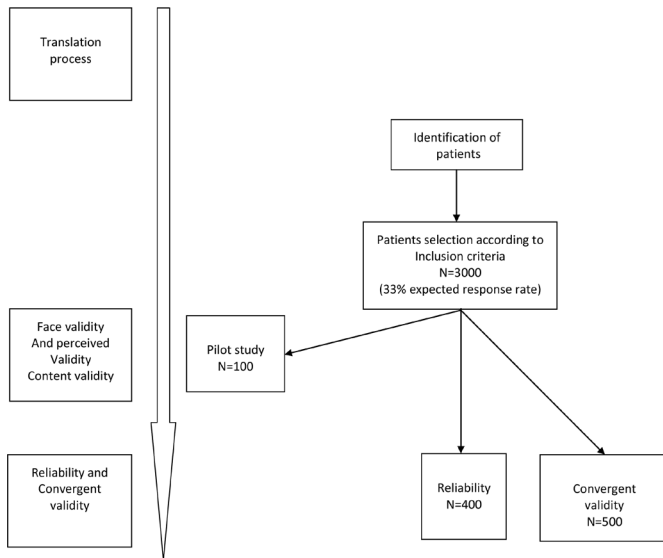 Translation
process
Identification of
patients
Patients selection according to
Inclusion criteria
N=3000
(33% expected response rate)
Face validity
And perceived
Validity
Content validity
Pilot study
N=100
Reliability and
Convergent
validity
Reliability
N=400
Convergent
validity
N=500